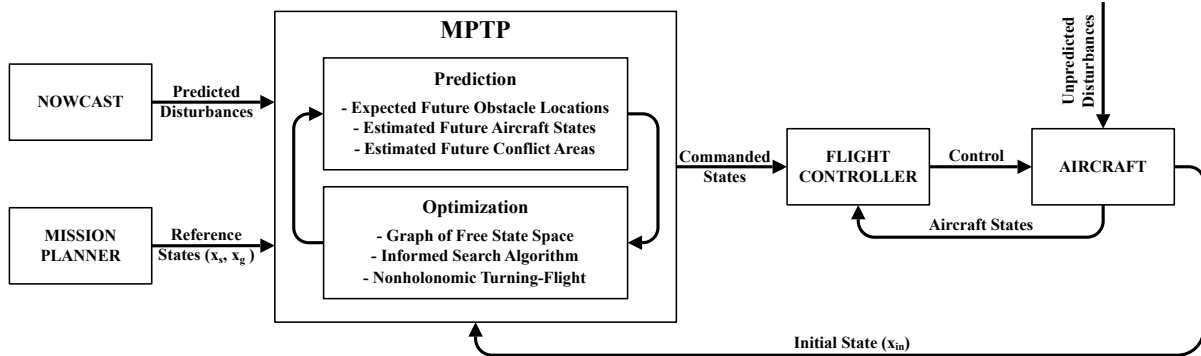 MPTP
Unpredicted
Disturbances
NOWCAST
Predicted
Disturbances
Prediction
- Expected Future Obstacle Locations
- Estimated Future Aircraft States
- Estimated Future Conflict Areas
Commanded
States
FLIGHT
CONTROLLER
Control
AIRCRAFT
MISSION
PLANNER
Reference
States (xs, xg )
Optimization
- Graph of Free State Space
- Informed Search Algorithm
- Nonholonomic Turning-Flight
Aircraft States
Initial State (xin)